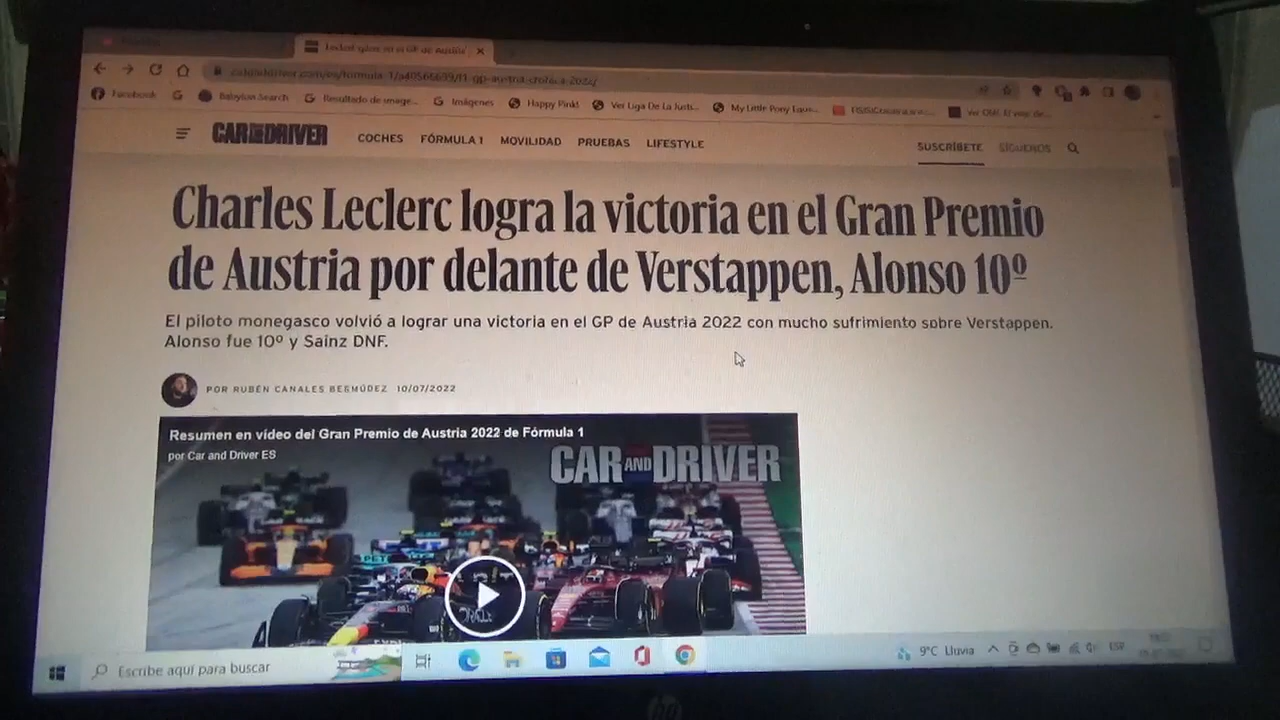 Facebook
Babylon Search
Resultado de image...
Imágenes
Happy Pinki
Ver Liga De La Justi...
My Little Pony Eque...
CAR AND DRIVER
COCHES
FÓRMULA 1
MOVILIDAD
PRUEBAS
LIFESTYLE
SUSCRÍBETE
SÍGUENOS
Charles Leclerc logra la victoria en el Gran Premio
de Austria por delante de Verstappen, Alonso 10º
El piloto monegasco volvió a lograr una victoria en el GP de Austria 2022 con mucho sufrimiento sobre Verstappen.
Alonso fue 10º y Sainz DNF.
POR RUBÉN CANALES BERMÚDEZ 10/07/2022
Resumen en vídeo del Gran Premio de Austria 2022 de Fórmula 1
por Car and Driver ES
CAR AND DRIVER
Escribe aquí para buscar
9°C Lluvia
ESP
hp